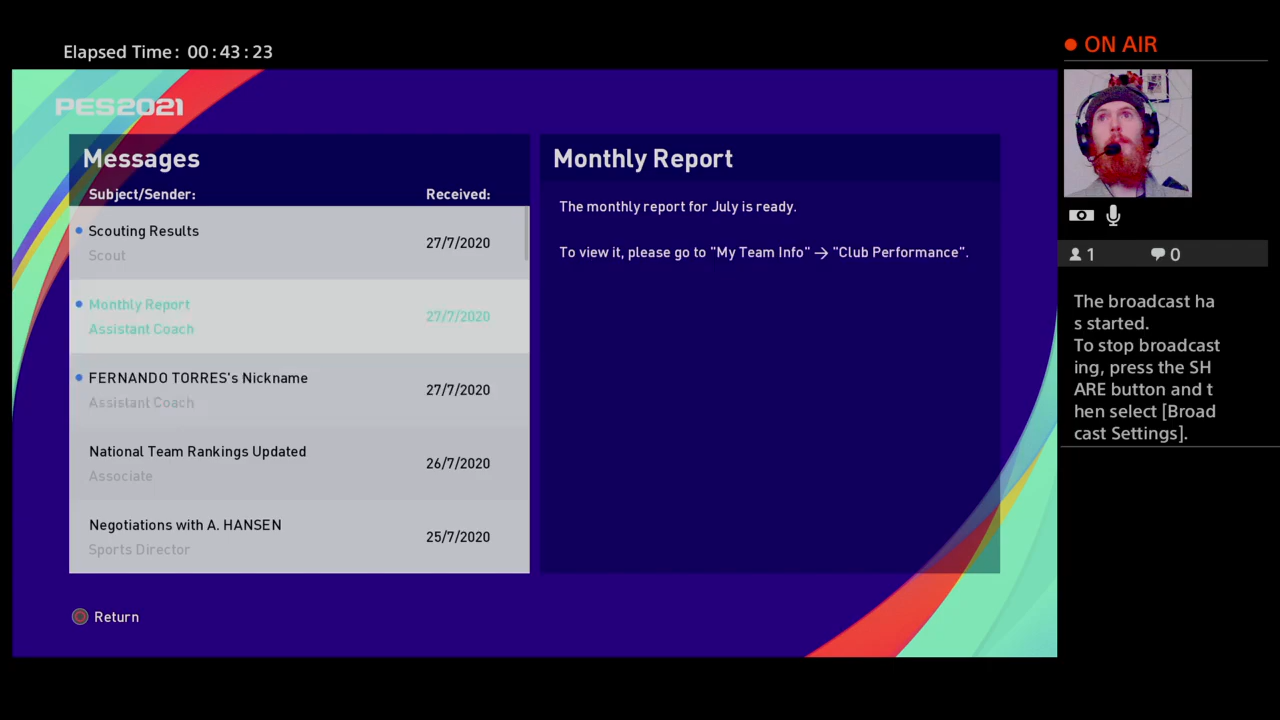 Elapsed Time: 00:43:23
ON AIR
PES2021
Messages
Subject/Sender:
Received:
Scouting Results
Scout
27/7/2020
Monthly Report
Assistant Coach
27/7/2020
FERNANDO TORRES's Nickname
Assistant Coach
27/7/2020
National Team Rankings Updated
Associate
26/7/2020
Negotiations with A. HANSEN
Sports Director
25/7/2020
Monthly Report
The monthly report for July is ready.
To view it, please go to "My Team Info" → "Club Performance".
Return
1
0
The broadcast ha
s started.
To stop broadcast
ing, press the SH
ARE button and t
hen select [Broad
cast Settings].